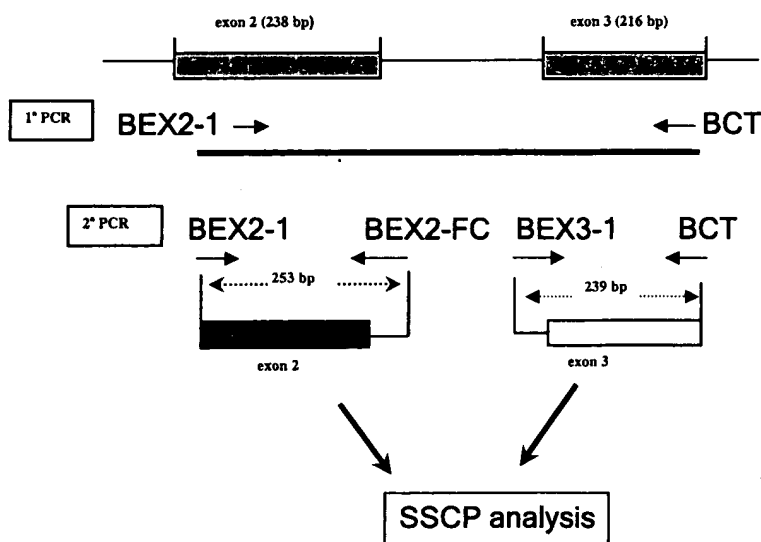 exon 2 (238 bp) exon 3 (216 bp)
1° PCR
BEX2-1 BCT
2° PCR
BEX2-1 BEX2-FC BEX3-1 BCT
253 bp 239 bp
exon 2 exon 3
SSCP analysis